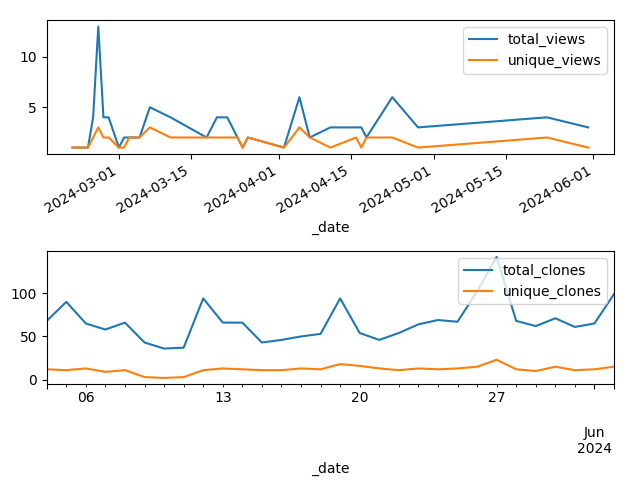 10
5
total_views
unique_views
2024-03-01
2024-03-15
2024-04-01
2024-04-15
2024-05-01
2024-05-15
2024-06-01
_date
100
50
0
total_clones
unique_clones
06
13
20
27
Jun
2024
_date